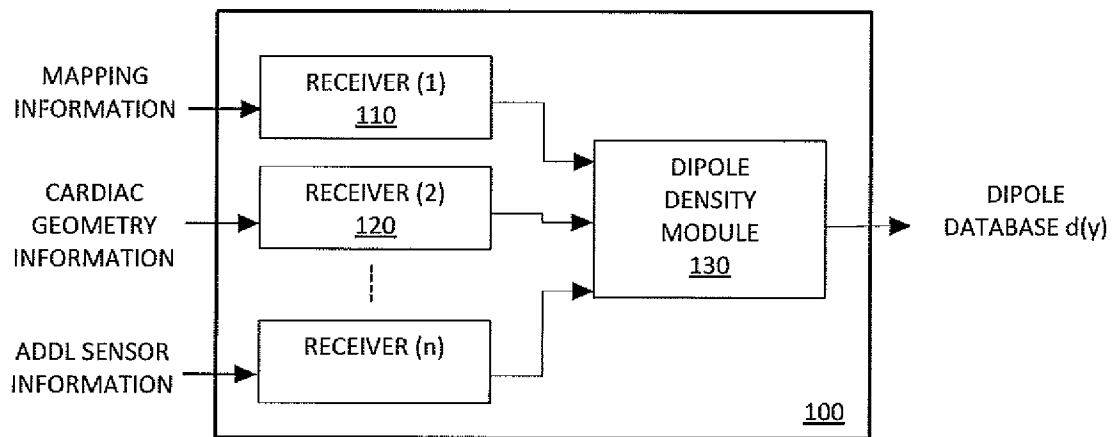 MAPPING
INFORMATION
RECEIVER (1)
110
CARDIAC
GEOMETRY
INFORMATION
RECEIVER (2)
120
ADDL SENSOR
INFORMATION
RECEIVER (n)
DIPOLE
DENSITY
MODULE
130
DIPOLE
DATABASE d(y)
100